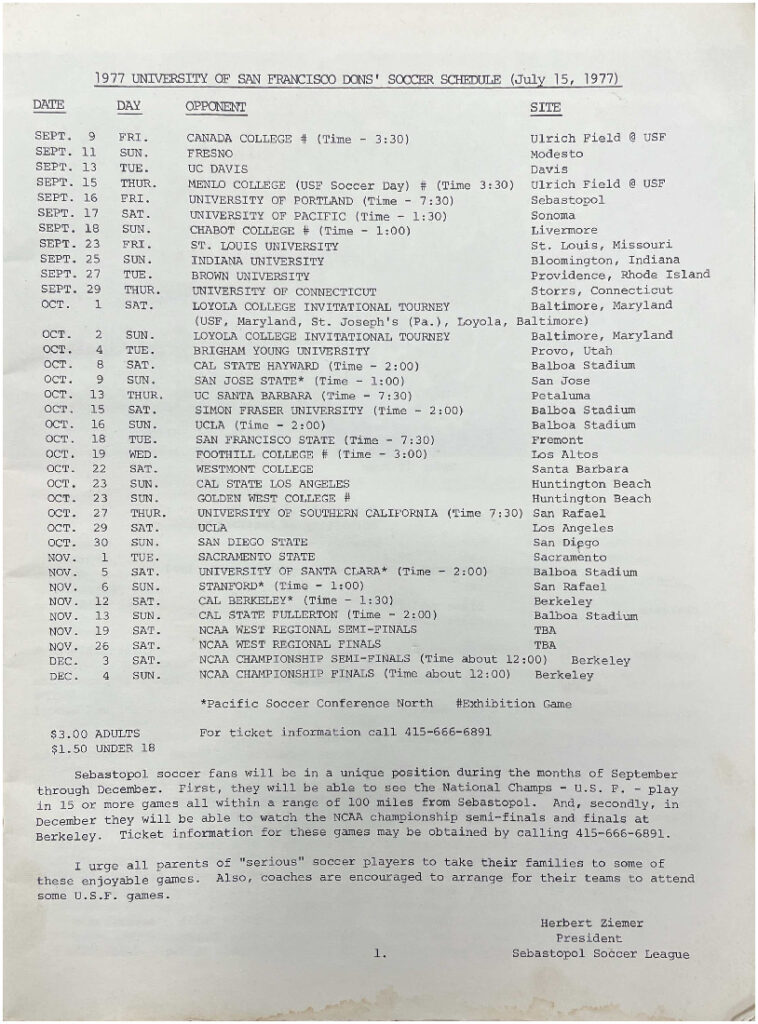 1977 UNIVERSITY OF SAN FRANCISCO DONS' SOCCER SCHEDULE (July 15, 1977)
DATE DAY OPPONENT SITE
SEPT. 9 FRI. CANADA COLLEGE # (Time - 3:30) Ulrich Field @ USF
SEPT. 11 SUN. FRESNO Modesto
SEPT. 13 TUE. UC DAVIS Davis
SEPT. 15 THUR. MENLO COLLEGE (USF Soccer Day) # (Time 3:30) Ulrich Field @ USF
SEPT. 16 FRI. UNIVERSITY OF PORTLAND (Time - 7:30) Sebastopol
SEPT. 17 SAT. UNIVERSITY OF PACIFIC (Time - 1:30) Sonoma
SEPT. 18 SUN. CHABOT COLLEGE # (Time - 1:00) Livermore
SEPT. 23 FRI. ST. LOUIS UNIVERSITY St. Louis, Missouri
SEPT. 25 SUN. INDIANA UNIVERSITY Bloomington, Indiana
SEPT. 27 TUE. BROWN UNIVERSITY Providence, Rhode Island
SEPT. 29 THUR. UNIVERSITY OF CONNECTICUT Storrs, Connecticut
OCT. 1 SAT. LOYOLA COLLEGE INVITATIONAL TOURNEY Baltimore, Maryland
(USF, Maryland, St. Joseph's (Pa.), Loyola, Baltimore)
OCT. 2 SUN. LOYOLA COLLEGE INVITATIONAL TOURNEY Baltimore, Maryland
OCT. 4 TUE. BRIGHAM YOUNG UNIVERSITY Provo, Utah
OCT. 8 SAT. CAL STATE HAYWARD (Time - 2:00) Balboa Stadium
OCT. 9 SUN. SAN JOSE STATE* (Time - 1:00) San Jose
OCT. 13 THUR. UC SANTA BARBARA (Time - 7:30) Petaluma
OCT. 15 SAT. SIMON FRASER UNIVERSITY (Time - 2:00) Balboa Stadium
OCT. 16 SUN. UCLA (Time - 2:00) Balboa Stadium
OCT. 18 TUE. SAN FRANCISCO STATE (Time - 7:30) Fremont
OCT. 19 WED. FOOTHILL COLLEGE # (Time - 3:00) Los Altos
OCT. 22 SAT. WESTMONT COLLEGE Santa Barbara
OCT. 23 SUN. CAL STATE LOS ANGELES Huntington Beach
OCT. 23 SUN. GOLDEN WEST COLLEGE # Huntington Beach
OCT. 27 THUR. UNIVERSITY OF SOUTHERN CALIFORNIA (Time 7:30) San Rafael
OCT. 29 SAT. UCLA Los Angeles
OCT. 30 SUN. SAN DIEGO STATE San Diego
NOV. 1 TUE. SACRAMENTO STATE Sacramento
NOV. 5 SAT. UNIVERSITY OF SANTA CLARA* (Time - 2:00) Balboa Stadium
NOV. 6 SUN. STANFORD* (Time - 1:00) San Rafael
NOV. 12 SAT. CAL BERKELEY* (Time - 1:30) Berkeley
NOV. 13 SUN. CAL STATE FULLERTON (Time - 2:00) Balboa Stadium
NOV. 19 SAT. NCAA WEST REGIONAL SEMI-FINALS TBA
NOV. 26 SAT. NCAA WEST REGIONAL FINALS TBA
DEC. 3 SAT. NCAA CHAMPIONSHIP SEMI-FINALS (Time about 12:00) Berkeley
DEC. 4 SUN. NCAA CHAMPIONSHIP FINALS (Time about 12:00) Berkeley
*Pacific Soccer Conference North #Exhibition Game
$3.00 ADULTS For ticket information call 415-666-6891
$1.50 UNDER 18
Sebastopol soccer fans will be in a unique position during the months of September
through December. First, they will be able to see the National Champs - U.S. F. - play
in 15 or more games all within a range of 100 miles from Sebastopol. And, secondly, in
December they will be able to watch the NCAA championship semi-finals and finals at
Berkeley. Ticket information for these games may be obtained by calling 415-666-6891.
I urge all parents of "serious" soccer players to take their families to some of
these enjoyable games. Also, coaches are encouraged to arrange for their teams to attend
some U.S.F. games.
Herbert Ziemer
President
1. Sebastopol Soccer League